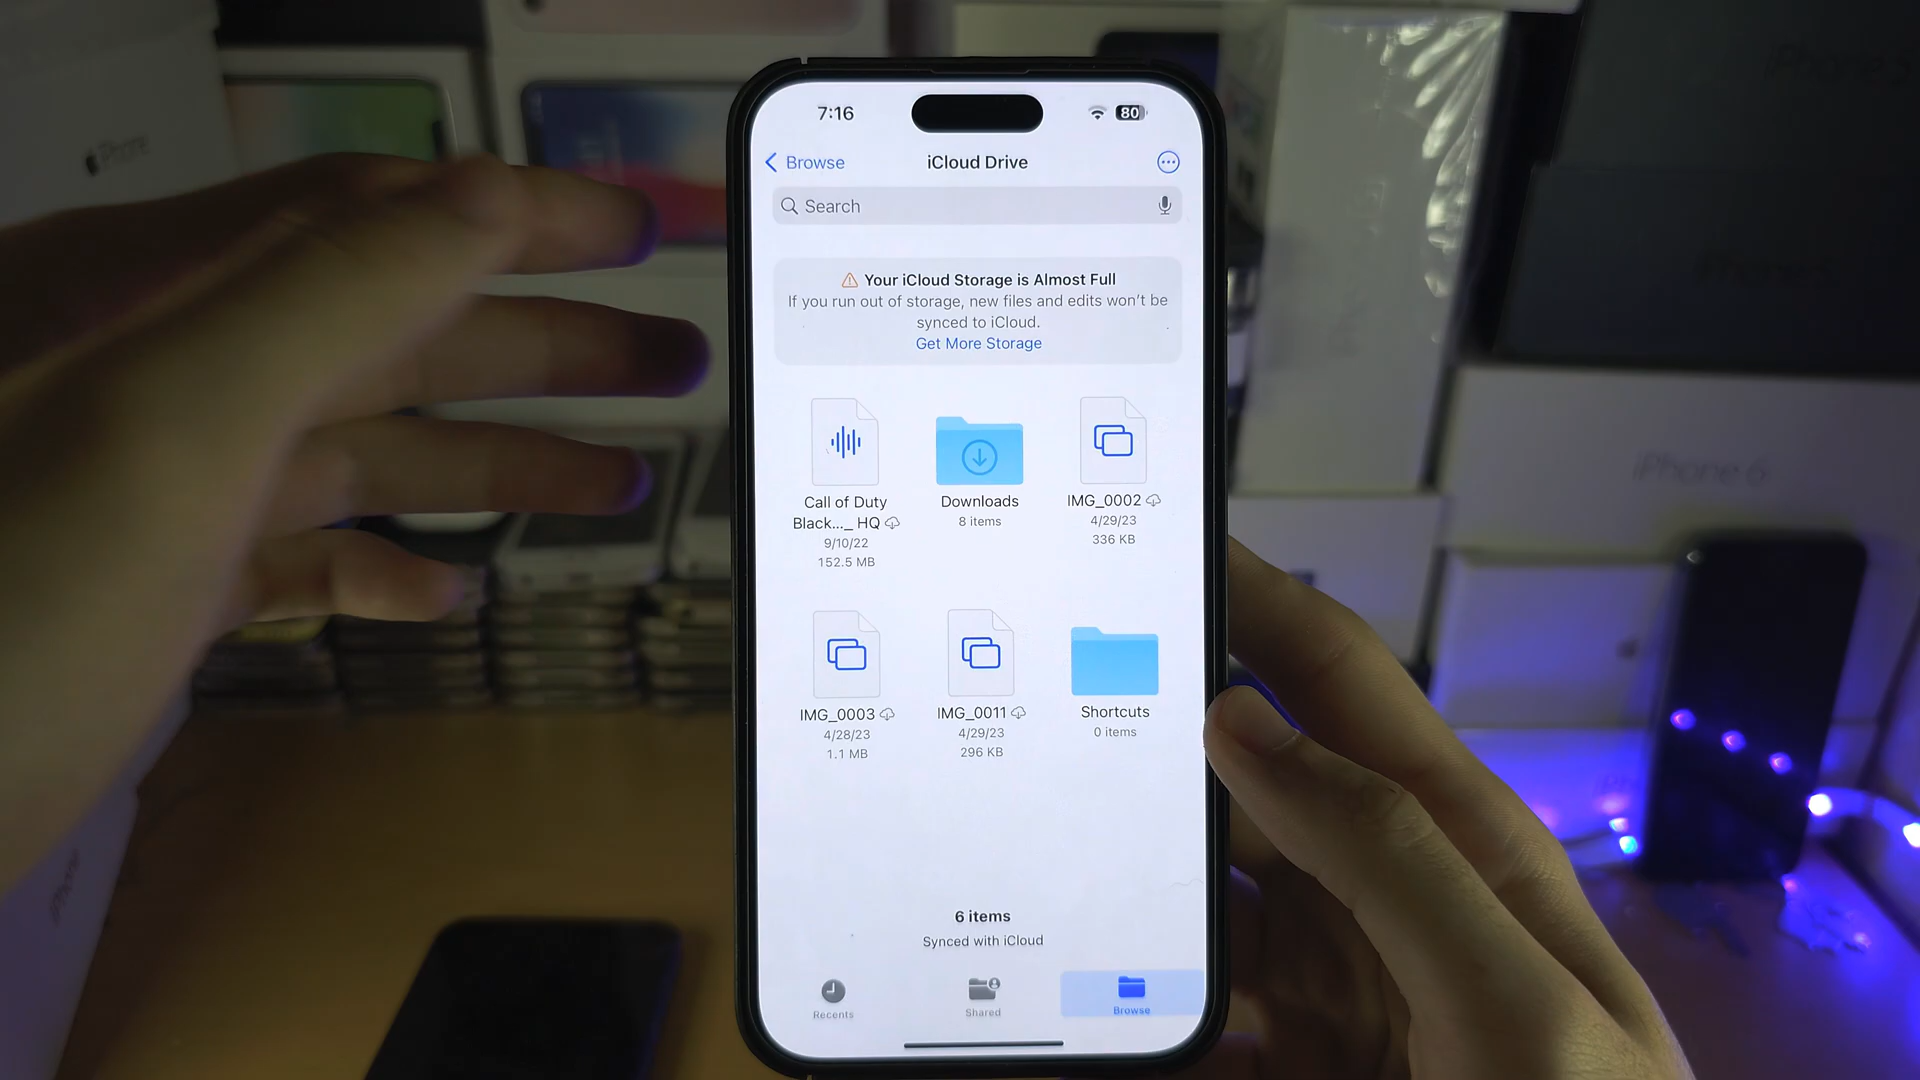 iPhone
7:16
80
Browse
iCloud Drive
Search
Your iCloud Storage is Almost Full
If you run out of storage, new files and edits won't be
synced to iCloud.
Get More Storage
Call of Duty
Black..._ HQ
9/10/22
152.5 MB
Downloads
8 items
IMG_0002
4/29/23
336 KB
IMG_0003
4/28/23
1.1 MB
IMG_0011
4/29/23
296 KB
Shortcuts
0 items
6 items
Synced with iCloud
Recents
Shared
Browse
iPhone 6
iPhone